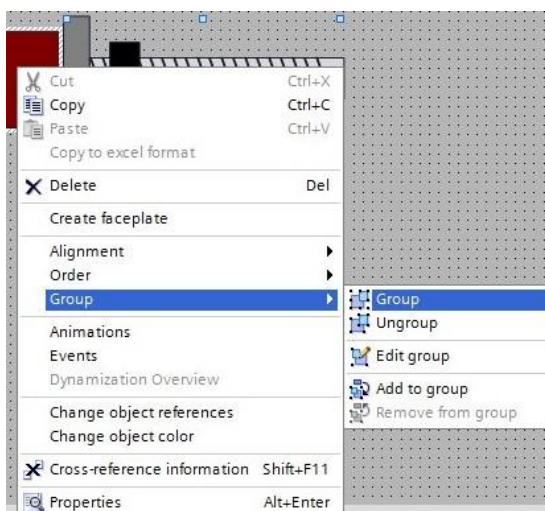 Cut Ctrl+X
Copy Ctrl+C
Paste Ctrl+V
Copy to excel format
Delete Del
Create faceplate
Alignment
Order
Group
Group
Ungroup
Animations
Edit group
Events
Dynamization Overview
Add to group
Change object references
Remove from group
Change object color
Cross-reference information Shift+F11
Properties Alt+Enter